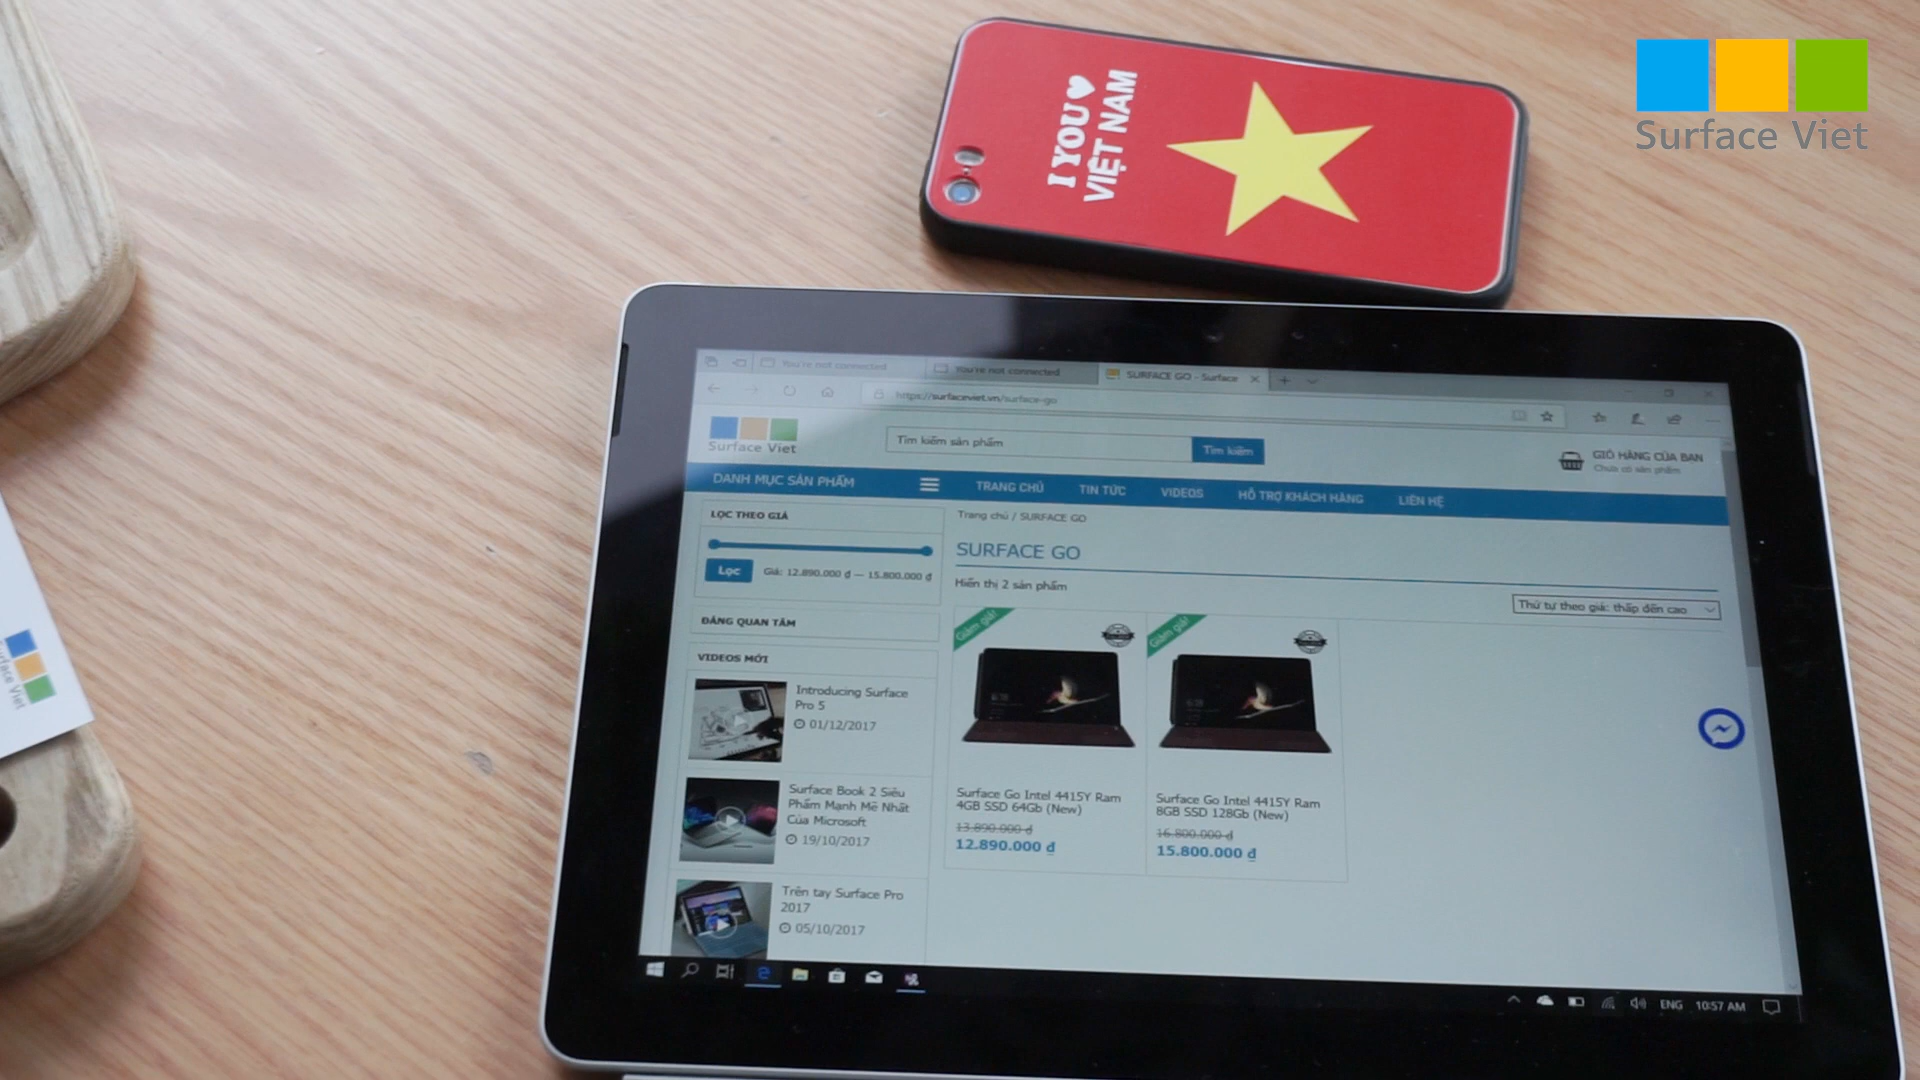 I YOU
VIỆT NAM
Surface Viet
You're not connected
You're not connected
SURFACE GO - Surface
https://surfaceviet.vn/surface-go
Surface Viet
Tìm kiếm sản phẩm
Tìm kiếm
GIỎ HÀNG CỦA BẠN
Chưa có sản phẩm
DANH MỤC SẢN PHẨM
TRANG CHỦ
TIN TỨC
VIDEOS
HỖ TRỢ KHÁCH HÀNG
LIÊN HỆ
LỌC THEO GIÁ
Lọc
Giá: 12.890.000 ₫ — 15.800.000 ₫
ĐÁNG QUAN TÂM
VIDEOS MỚI
Introducing Surface
Pro 5
01/12/2017
Surface Book 2 Siêu
Phẩm Mạnh Mẽ Nhất
Của Microsoft
19/10/2017
Trên tay Surface Pro
2017
05/10/2017
Trang chủ / SURFACE GO
SURFACE GO
Hiển thị 2 sản phẩm
Thứ tự theo giá: thấp đến cao
Giảm giá!
Giảm giá!
Surface Go Intel 4415Y Ram
4GB SSD 64Gb (New)
13.890.000 ₫
12.890.000 ₫
Surface Go Intel 4415Y Ram
8GB SSD 128Gb (New)
16.800.000 ₫
15.800.000 ₫
ENG
10:57 AM
Surface Viet